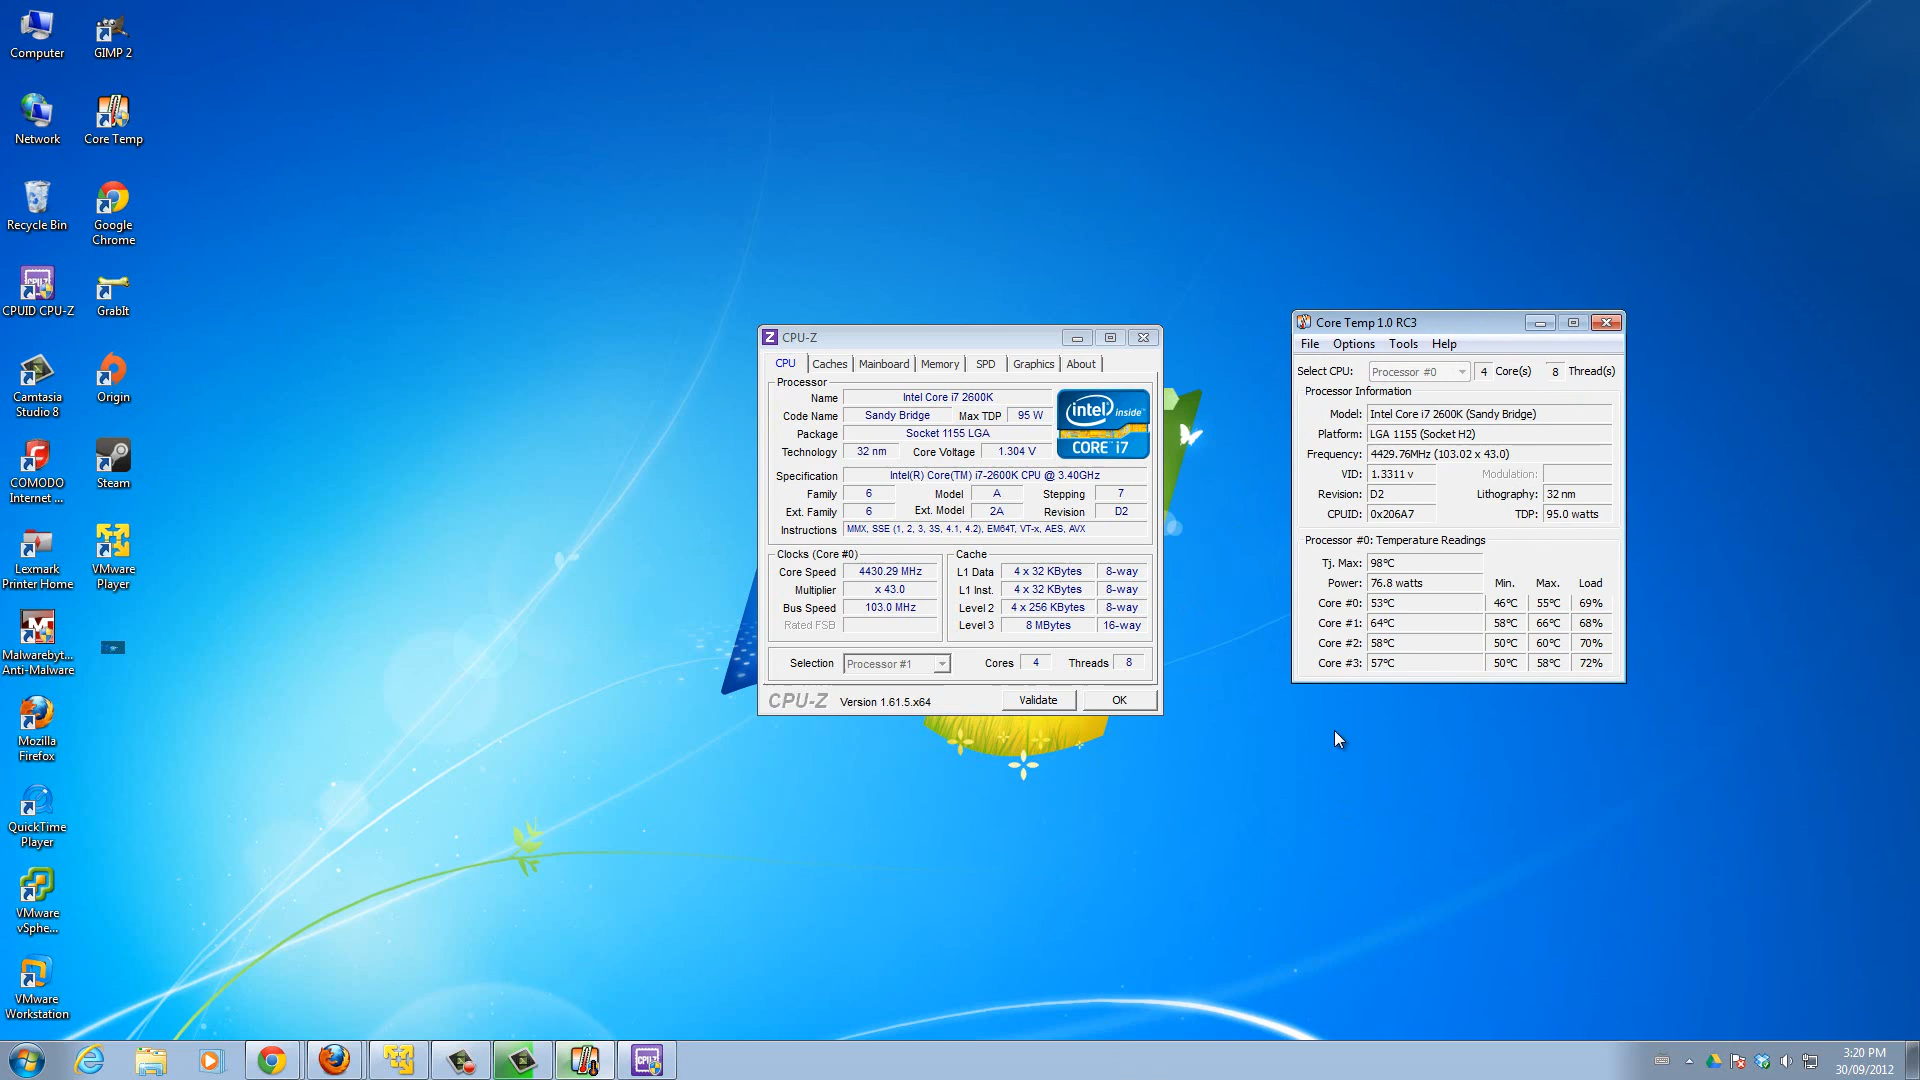 Computer
GIMP 2
Network
Core Temp
Recycle Bin
Google
Chrome
CPUID CPU-Z
GrabIt
Camtasia
Studio 8
Origin
COMODO
Internet ...
Steam
Lexmark
Printer Home
VMware
Player
Malwarebyt...
Anti-Malware
Mozilla
Firefox
QuickTime
Player
VMware
vSphe...
VMware
Workstation
CPU-Z
CPU Caches Mainboard Memory SPD Graphics About
Processor
Name Intel Core i7 2600K
Code Name Sandy Bridge Max TDP 95 W
Package Socket 1155 LGA
Technology 32 nm Core Voltage 1.304 V
intel inside™
CORE i7
Specification Intel(R) Core(TM) i7-2600K CPU @ 3.40GHz
Family 6 Model A Stepping 7
Ext. Family 6 Ext. Model 2A Revision D2
Instructions MMX, SSE (1, 2, 3, 3S, 4.1, 4.2), EM64T, VT-x, AES, AVX
Clocks (Core #0)
Core Speed 4430.29 MHz
Multiplier x 43.0
Bus Speed 103.0 MHz
Rated FSB
Cache
L1 Data 4 x 32 KBytes 8-way
L1 Inst. 4 x 32 KBytes 8-way
Level 2 4 x 256 KBytes 8-way
Level 3 8 MBytes 16-way
Selection Processor #1 Cores 4 Threads 8
CPU-Z Version 1.61.5.x64 Validate OK
Core Temp 1.0 RC3
File Options Tools Help
Select CPU: Processor #0 4 Core(s) 8 Thread(s)
Processor Information
Model: Intel Core i7 2600K (Sandy Bridge)
Platform: LGA 1155 (Socket H2)
Frequency: 4429.76MHz (103.02 x 43.0)
VID: 1.3311 v Modulation:
Revision: D2 Lithography: 32 nm
CPUID: 0x206A7 TDP: 95.0 watts
Processor #0: Temperature Readings
Tj. Max: 98°C
Power: 76.8 watts Min. Max. Load
Core #0: 53°C 46°C 55°C 69%
Core #1: 64°C 58°C 66°C 68%
Core #2: 58°C 50°C 60°C 70%
Core #3: 57°C 50°C 58°C 72%
3:20 PM
30/09/2012